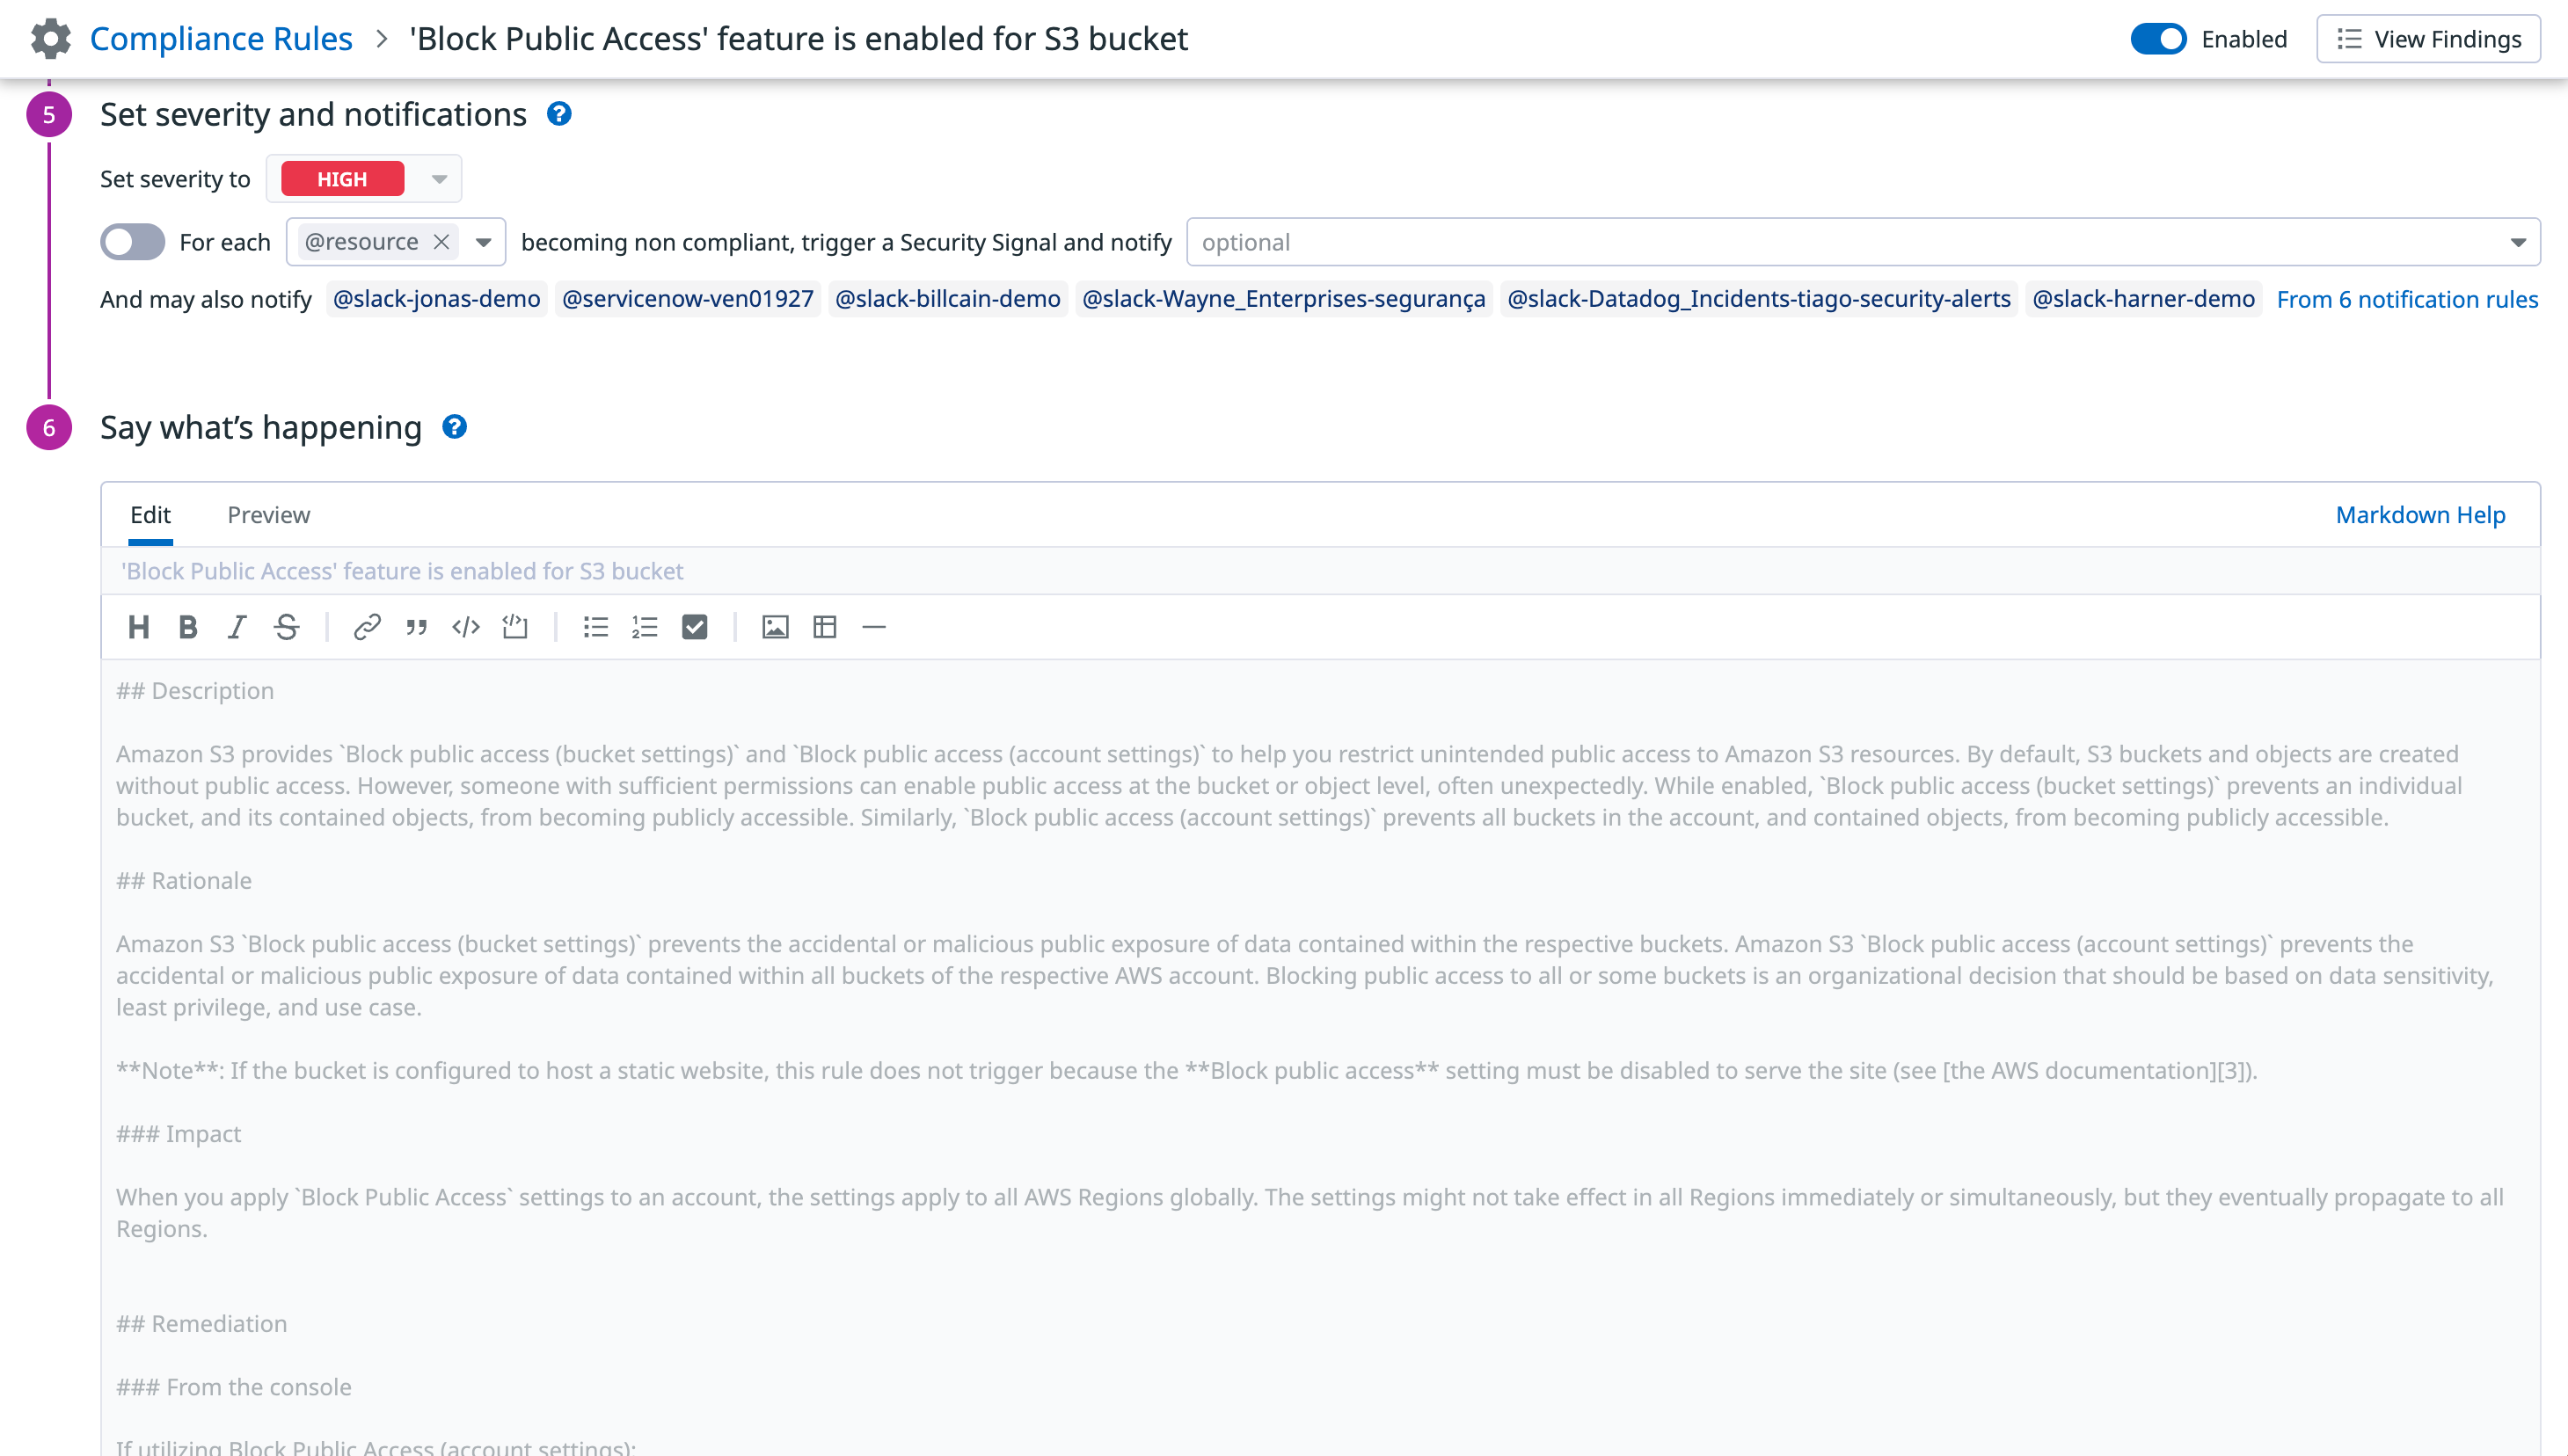 Compliance Rules > 'Block Public Access' feature is enabled for S3 bucket
Enabled
View Findings
5 Set severity and notifications ?
Set severity to HIGH
For each @resource becoming non compliant, trigger a Security Signal and notify optional
And may also notify @slack-jonas-demo @servicenow-ven01927 @slack-billcain-demo @slack-Wayne_Enterprises-segurança @slack-Datadog_Incidents-tiago-security-alerts @slack-harner-demo From 6 notification rules
6 Say what’s happening ?
Edit Preview Markdown Help
'Block Public Access' feature is enabled for S3 bucket
## Description
Amazon S3 provides `Block public access (bucket settings)` and `Block public access (account settings)` to help you restrict unintended public access to Amazon S3 resources. By default, S3 buckets and objects are created
without public access. However, someone with sufficient permissions can enable public access at the bucket or object level, often unexpectedly. While enabled, `Block public access (bucket settings)` prevents an individual
bucket, and its contained objects, from becoming publicly accessible. Similarly, `Block public access (account settings)` prevents all buckets in the account, and contained objects, from becoming publicly accessible.
## Rationale
Amazon S3 `Block public access (bucket settings)` prevents the accidental or malicious public exposure of data contained within the respective buckets. Amazon S3 `Block public access (account settings)` prevents the
accidental or malicious public exposure of data contained within all buckets of the respective AWS account. Blocking public access to all or some buckets is an organizational decision that should be based on data sensitivity,
least privilege, and use case.
**Note**: If the bucket is configured to host a static website, this rule does not trigger because the **Block public access** setting must be disabled to serve the site (see [the AWS documentation][3]).
### Impact
When you apply `Block Public Access` settings to an account, the settings apply to all AWS Regions globally. The settings might not take effect in all Regions immediately or simultaneously, but they eventually propagate to all
Regions.
## Remediation
### From the console
If utilizing Block Public Access (account settings):